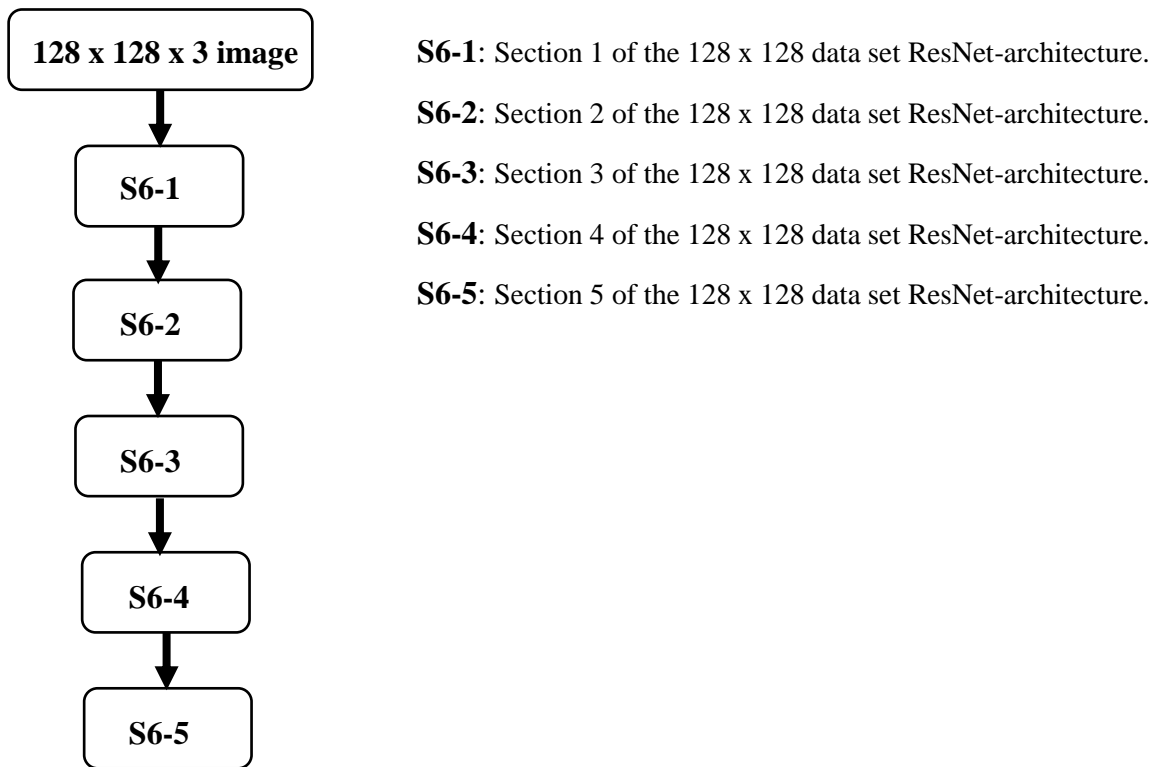 128 x 128 x 3 image
S6-1
S6-2
S6-3
S6-4
S6-5
S6-1: Section 1 of the 128 x 128 data set ResNet-architecture.
S6-2: Section 2 of the 128 x 128 data set ResNet-architecture.
S6-3: Section 3 of the 128 x 128 data set ResNet-architecture.
S6-4: Section 4 of the 128 x 128 data set ResNet-architecture.
S6-5: Section 5 of the 128 x 128 data set ResNet-architecture.